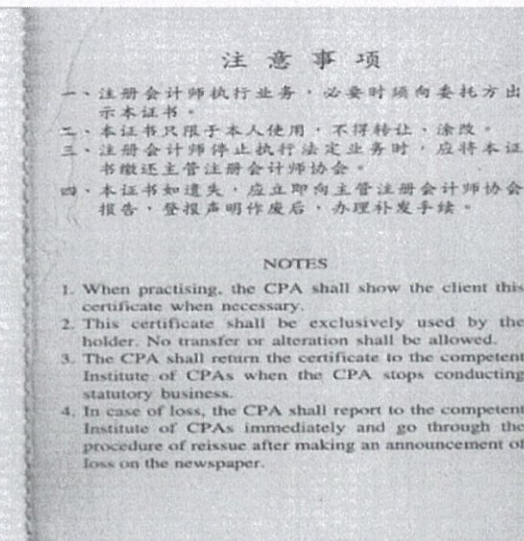 注意事项
一、注册会计师执行业务，必要时须向委托方出
示本证书。
二、本证书只限于本人使用，不得转让、涂改。
三、注册会计师停止执行法定业务时，应将本证
书缴还主管注册会计师协会。
四、本证书如遗失，应立即向主管注册会计师协会
报告，登报声明作废后，办理补发手续。
NOTES
1. When practising, the CPA shall show the client this
certificate when necessary.
2. This certificate shall be exclusively used by the
holder. No transfer or alteration shall be allowed.
3. The CPA shall return the certificate to the competent
Institute of CPAs when the CPA stops conducting
statutory business.
4. In case of loss, the CPA shall report to the competent
Institute of CPAs immediately and go through the
procedure of reissue after making an announcement of
loss on the newspaper.